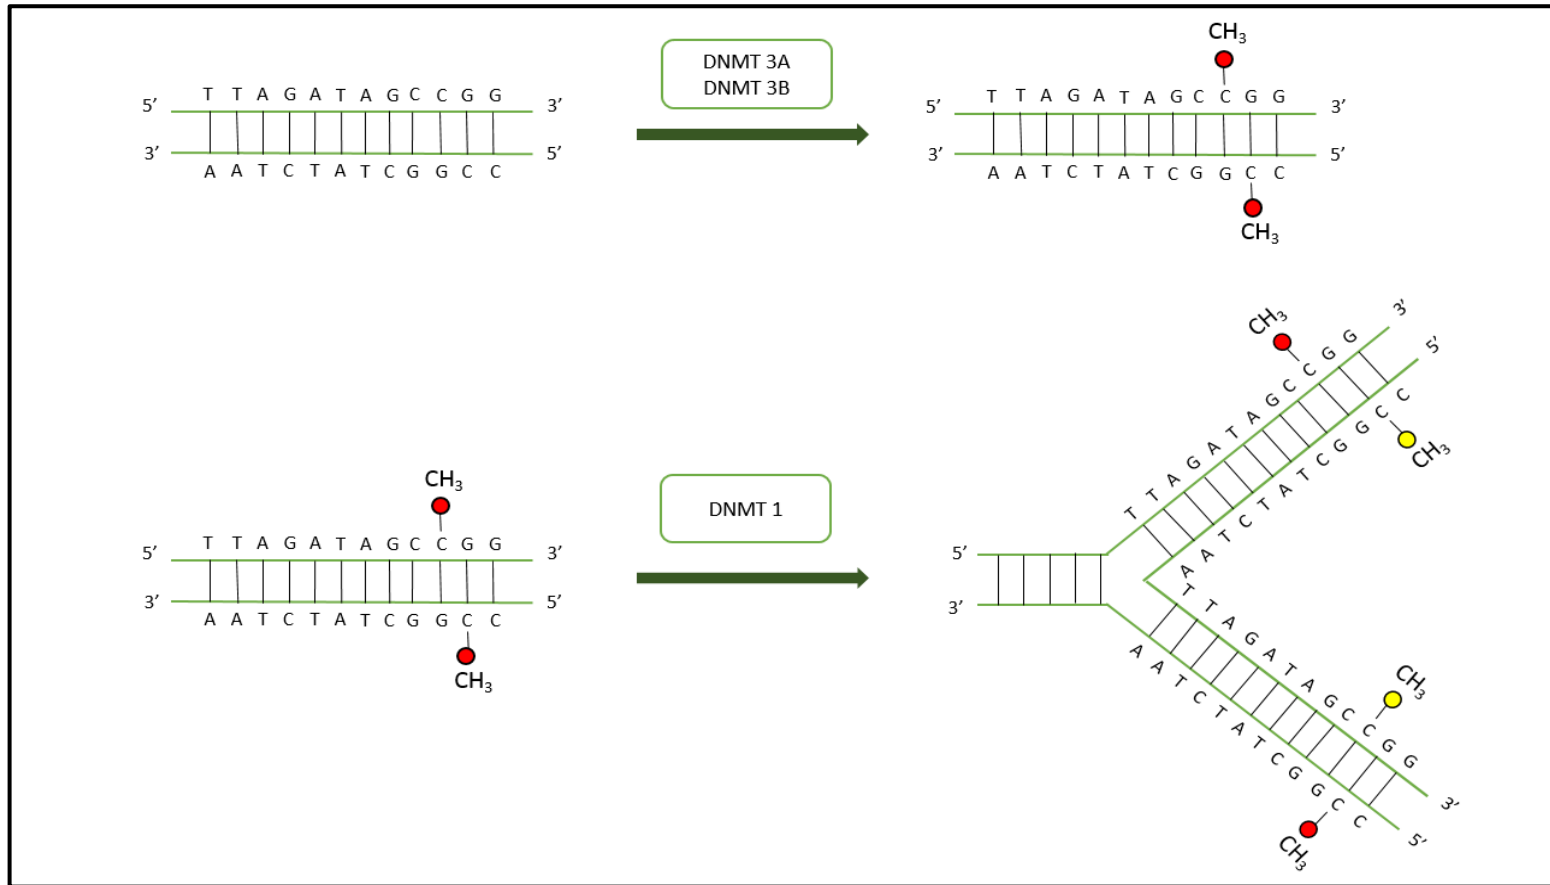 DNMT 3A
DNMT 3B
5’ T T A G A T A G C C G G 3’
3’ A A T C T A T C G G C C 5’
CH₃
5’ T T A G A T A G C C G G 3’
3’ A A T C T A T C G G C C 5’
CH₃
CH₃
5’ T T A G A T A G C C G G 3’
3’ A A T C T A T C G G C C 5’
CH₃
DNMT 1
5’
3’
CH₃
T T A G A T A G C C G G 3’
A A T C T A T C G G C C 5’
CH₃
CH₃
T T A G A T A G C C G G 3’
A A T C T A T C G G C C 5’
CH₃